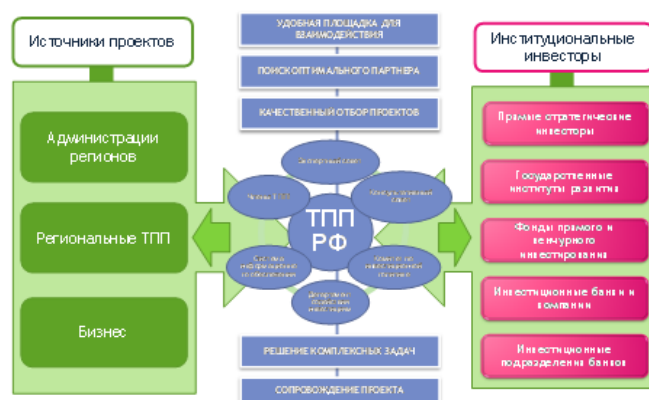 Источники проектов
Администрации
регионов
Региональные ТПП
Бизнес
УДОБНАЯ ПЛОЩАДКА ДЛЯ
ВЗАИМОДЕЙСТВИЯ
ПОИСК ОПТИМАЛЬНОГО ПАРТНЕРА
КАЧЕСТВЕННЫЙ ОТБОР ПРОЕКТОВ
ТПП
РФ
РЕШЕНИЕ КОМПЛЕКСНЫХ ЗАДАЧ
СОПРОВОЖДЕНИЕ ПРОЕКТА
Институциональные
инвесторы
Прямые стратегические
инвесторы
Государственные
институты развития
Фонды прямого и
венчурного
инвестирования
Инвестиционные банки и
компании
Инвестиционные
подразделения банков